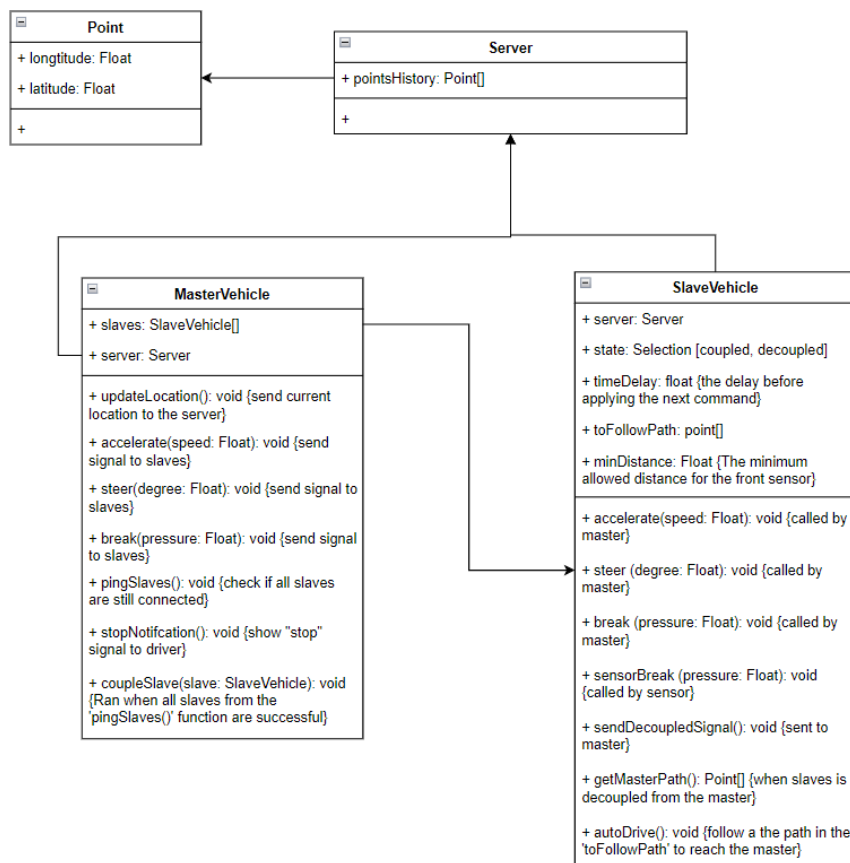 Point
+ longtitude: Float
+ latitude: Float
+
Server
+ pointsHistory: Point[]
+
MasterVehicle
+ slaves: SlaveVehicle[]
+ server: Server
+ updateLocation(): void {send current
location to the server}
+ accelerate(speed: Float): void {send
signal to slaves}
+ steer(degree: Float): void {send signal to
slaves}
+ break(pressure: Float): void {send signal
to slaves}
+ pingSlaves(): void {check if all slaves
are still connected}
+ stopNotifcation(): void {show "stop"
signal to driver}
+ coupleSlave(slave: SlaveVehicle): void
{Ran when all slaves from the
'pingSlaves()' function are successful}
SlaveVehicle
+ server: Server
+ state: Selection [coupled, decoupled]
+ timeDelay: float {the delay before
applying the next command}
+ toFollowPath: point[]
+ minDistance: Float {The minimum
allowed distance for the front sensor}
+ accelerate(speed: Float): void {called by
master}
+ steer (degree: Float): void {called by
master}
+ break (pressure: Float): void {called by
master}
+ sensorBreak (pressure: Float): void
{called by sensor}
+ sendDecoupledSignal(): void {sent to
master}
+ getMasterPath(): Point[] {when slaves is
decoupled from the master}
+ autoDrive(): void {follow a the path in the
'toFollowPath' to reach the master}